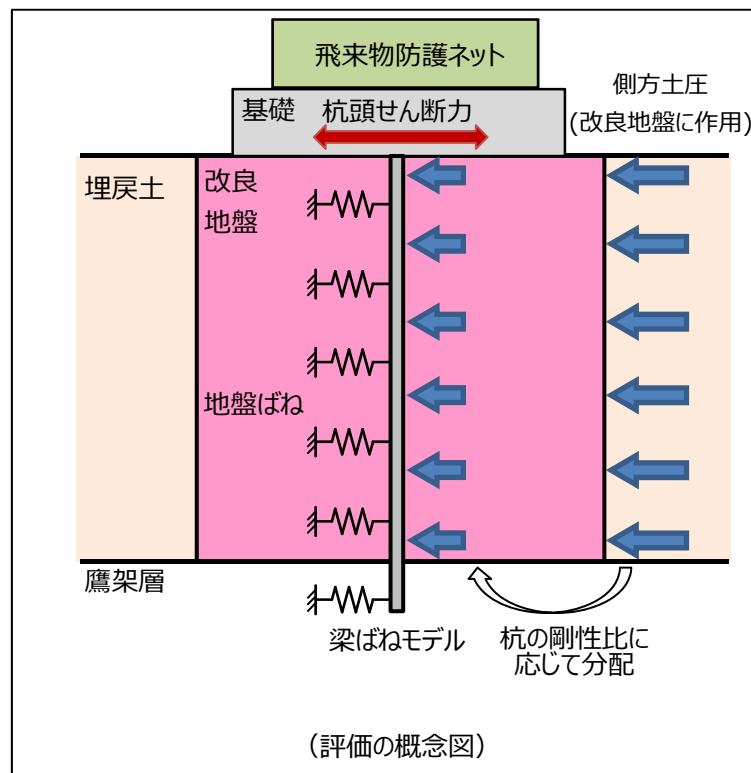 飛来物防護ネット
側方土圧
(改良地盤に作用)
基礎
杭頭せん断力
埋戻土
改良
地盤
地盤ばね
鷹架層
梁ばねモデル
杭の剛性比に
応じて分配
(評価の概念図)